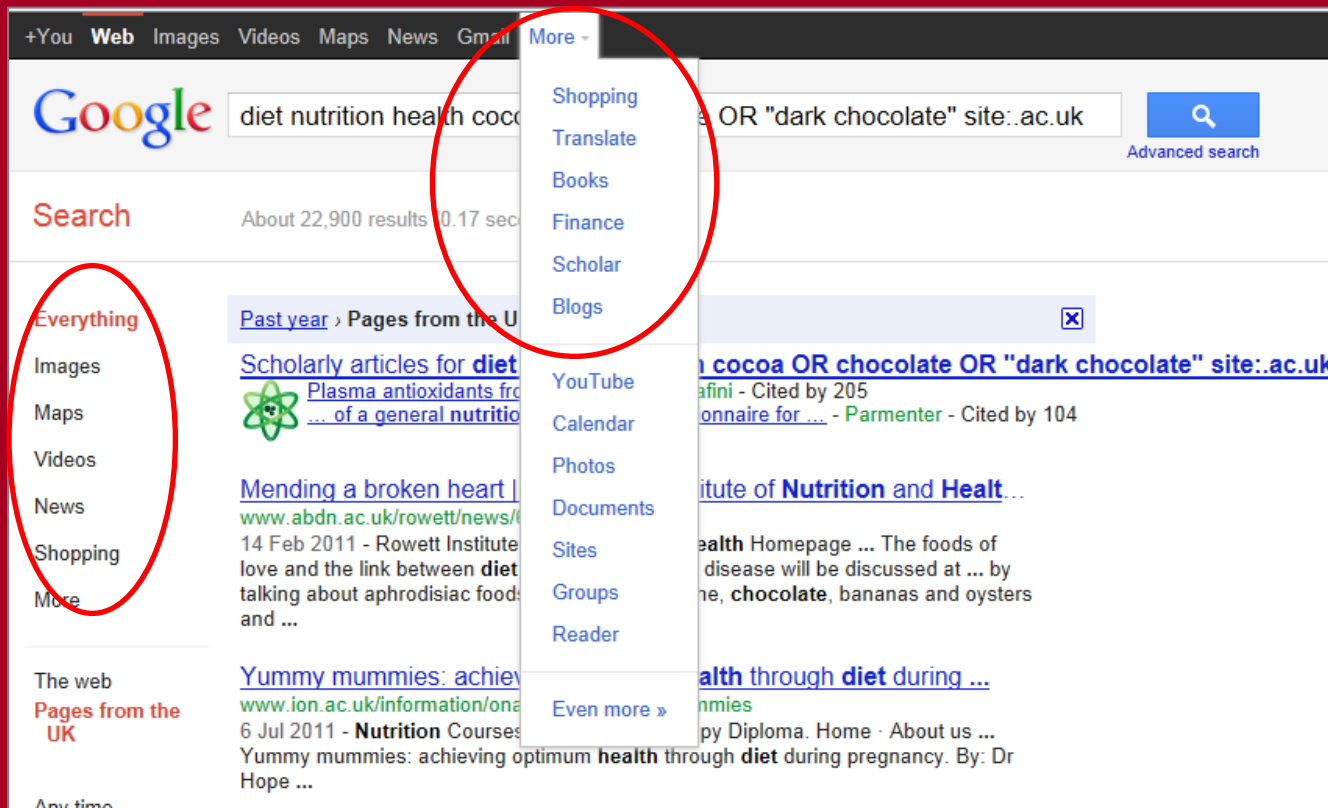 +You Web Images Videos Maps News Gmail More
Google diet nutrition health coco OR "dark chocolate" site:.ac.uk
Advanced search
Search About 22,900 results 0.17 sec
Shopping
Translate
Books
Finance
Scholar
Blogs
YouTube
Calendar
Photos
Documents
Sites
Groups
Reader
Even more »
Everything
Images
Maps
Videos
News
Shopping
More
The web
Pages from the
UK
Any time
Past year › Pages from the U
Scholarly articles for diet cocoa OR chocolate OR "dark chocolate" site:.ac.uk
Plasma antioxidants fro afini - Cited by 205
... of a general nutritio onnaire for ... - Parmenter - Cited by 104
Mending a broken heart | itute of Nutrition and Healt...
www.abdn.ac.uk/rowett/news/
14 Feb 2011 - Rowett Institute ealth Homepage ... The foods of
love and the link between diet disease will be discussed at ... by
talking about aphrodisiac foods ne, chocolate, bananas and oysters
and ...
Yummy mummies: achiev alth through diet during ...
www.ion.ac.uk/information/ona mmies
6 Jul 2011 - Nutrition Courses py Diploma. Home · About us ...
Yummy mummies: achieving optimum health through diet during pregnancy. By: Dr
Hope ...